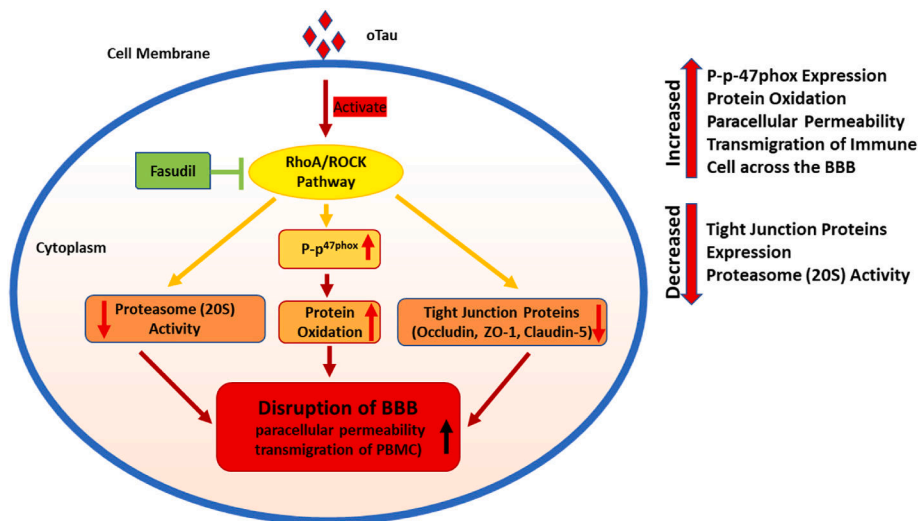 oTau
Cell Membrane
Activate
Fasudil
RhoA/ROCK
Pathway
Cytoplasm
P-p47phox
Proteasome (20S)
Activity
Protein
Oxidation
Tight Junction Proteins
(Occludin, ZO-1, Claudin-5)
Disruption of BBB
paracellular permeability
transmigration of PBMC)
Increased
P-p-47phox Expression
Protein Oxidation
Paracellular Permeability
Transmigration of Immune
Cell across the BBB
Decreased
Tight Junction Proteins
Expression
Proteasome (20S) Activity